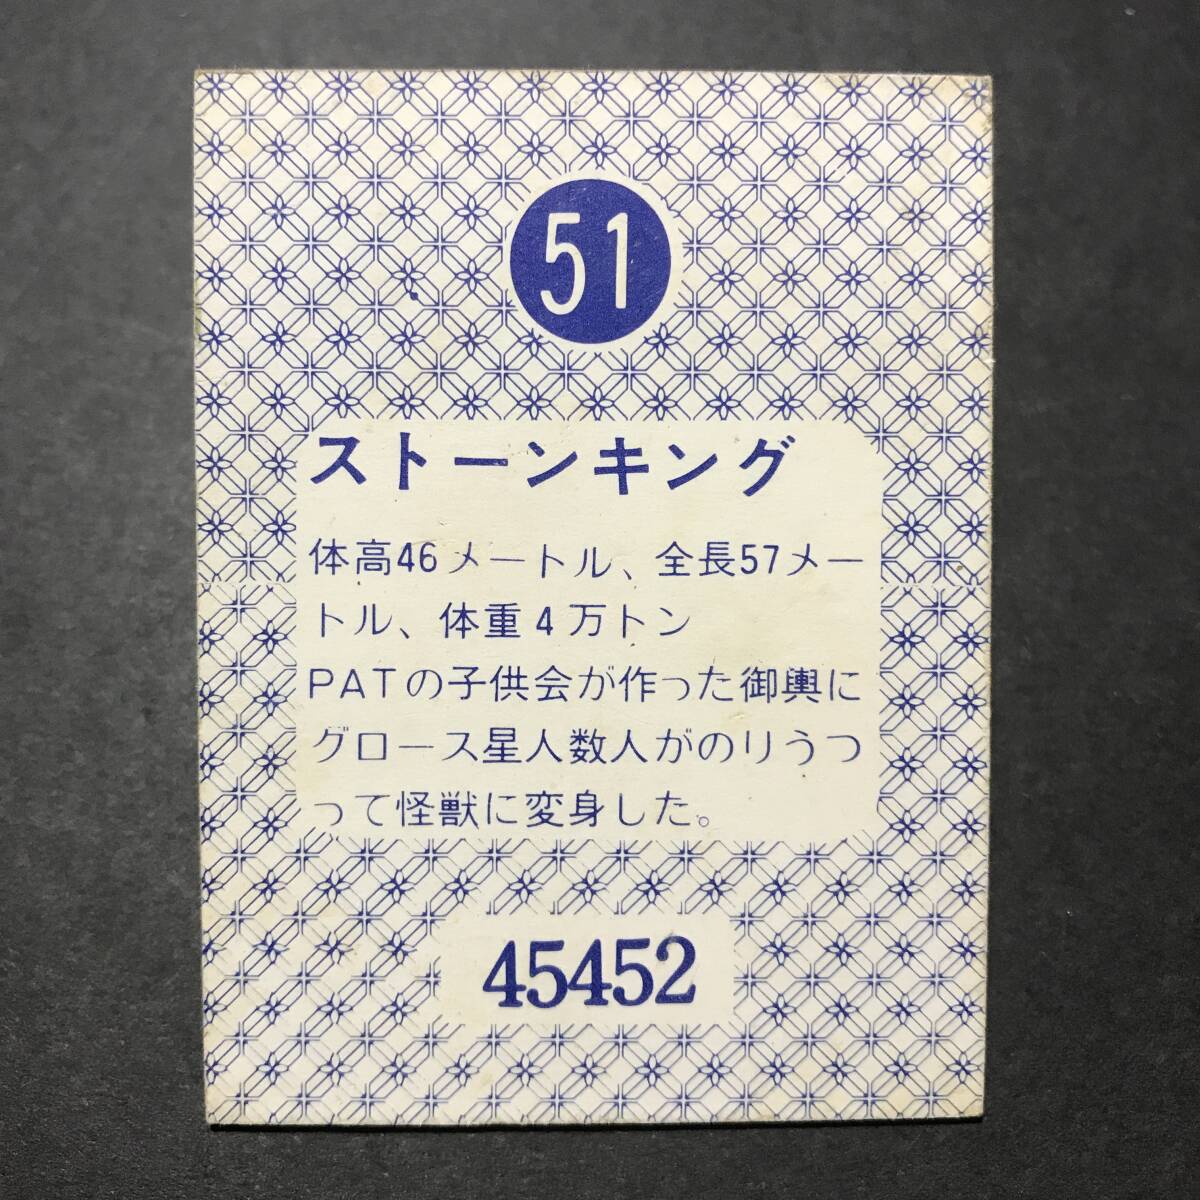 51
ストーンキング
体高46メートル、全長57メー
トル、体重4万トン
PATの子供会が作った御輿に
グロース星人数人がのりうつ
って怪獣に変身した。
45452